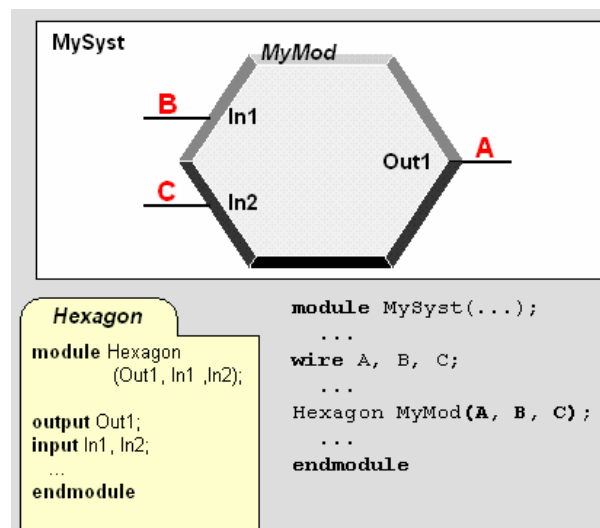 MySyst
MyMod
B
In1
Out1
A
C
In2
Hexagon
module Hexagon
(Out1, In1 ,In2);
output Out1;
input In1, In2;
...
endmodule
module MySyst(...);
...
wire A, B, C;
...
Hexagon MyMod(A, B, C);
...
endmodule